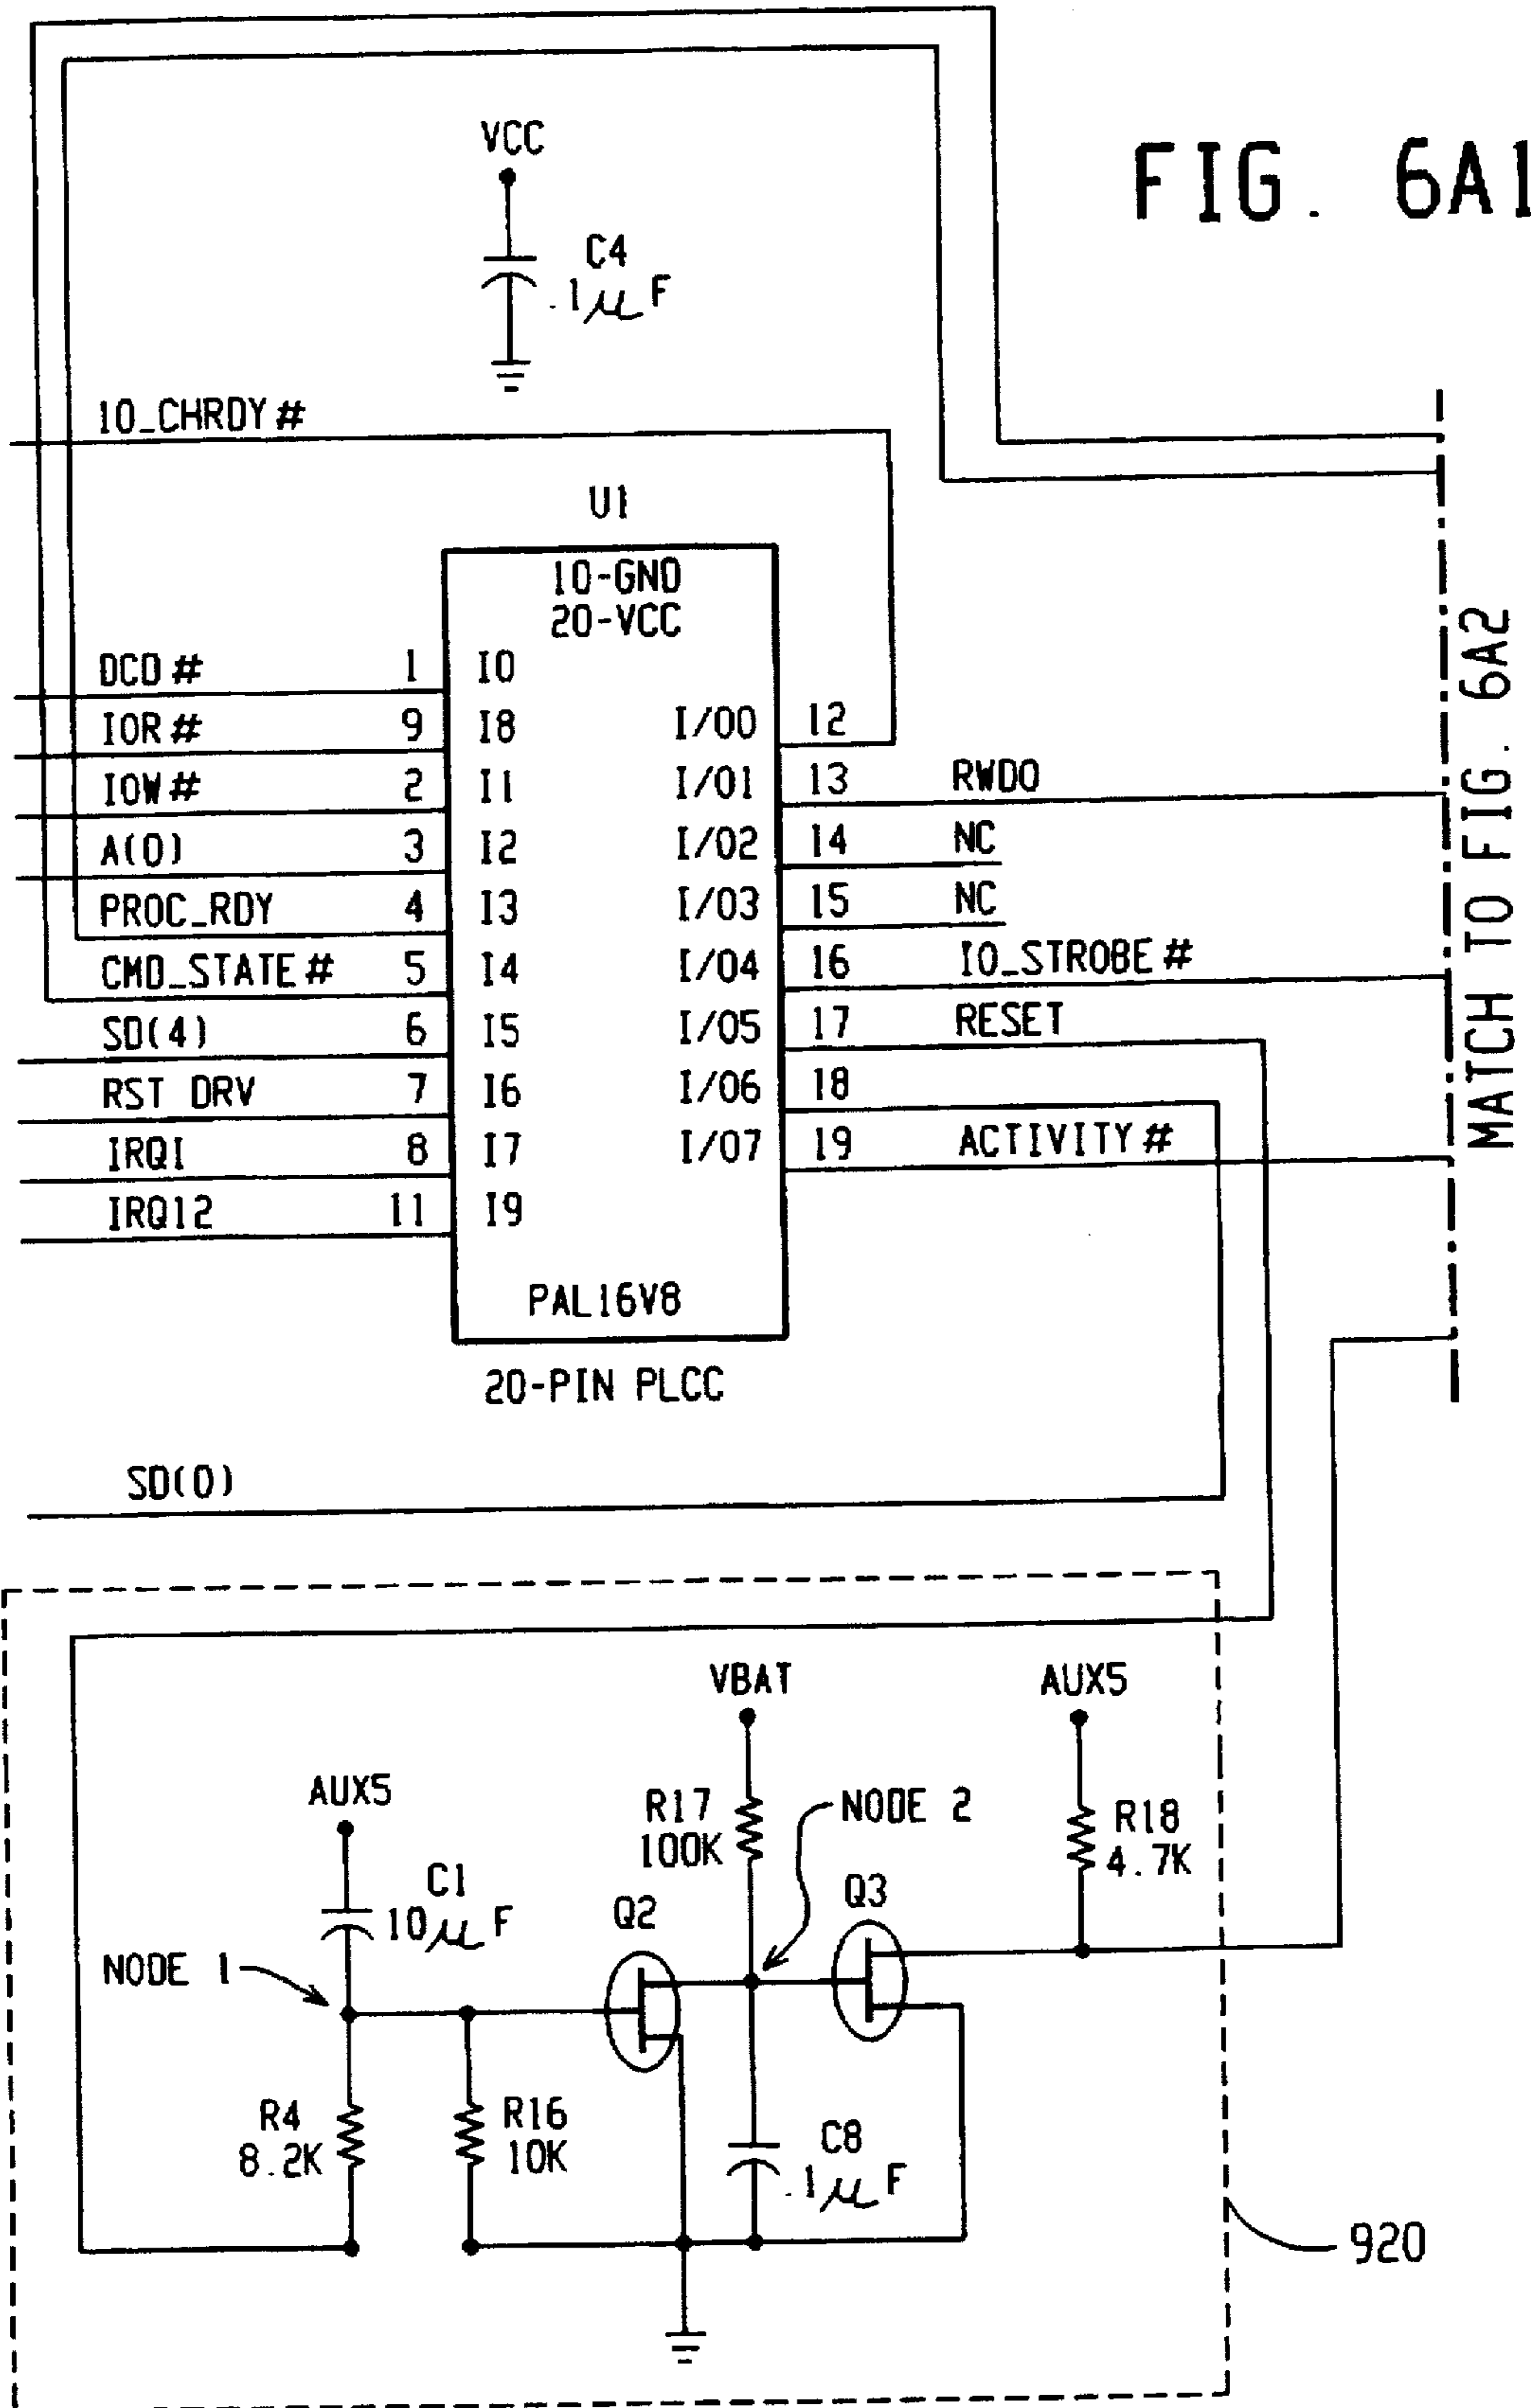 FIG. 6A1
VCC
C4
.1μF
IO_CHRDY#
U1
10-GND
20-VCC
DCD# 1 I0
IOR# 9 I8
IOW# 2 I1
A(0) 3 I2
PROC_RDY 4 I3
CMD_STATE# 5 I4
SD(4) 6 I5
RST DRV 7 I6
IRQ1 8 I7
IRQ12 11 I9
I/O0 12
I/O1 13 RWD0
I/O2 14 NC
I/O3 15 NC
I/O4 16 IO_STROBE#
I/O5 17 RESET
I/O6 18
I/O7 19 ACTIVITY#
PAL16V8
20-PIN PLCC
MATCH TO FIG. 6A2
SD(0)
VBAT
AUX5
AUX5
R17
100K
NODE 2
R18
4.7K
C1
10μF
Q2
Q3
NODE 1
R4
8.2K
R16
10K
C8
.1μF
920